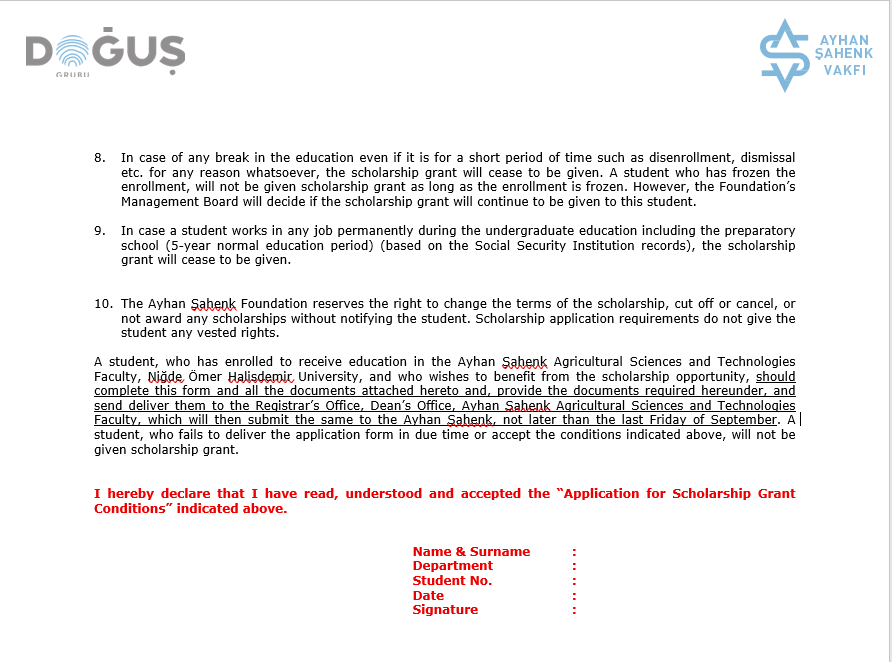 DOĞUŞ
GRUBU
AYHAN
ŞAHENK
VAKFI
8. In case of any break in the education even if it is for a short period of time such as disenrollment, dismissal
etc. for any reason whatsoever, the scholarship grant will cease to be given. A student who has frozen the
enrollment, will not be given scholarship grant as long as the enrollment is frozen. However, the Foundation’s
Management Board will decide if the scholarship grant will continue to be given to this student.
9. In case a student works in any job permanently during the undergraduate education including the preparatory
school (5-year normal education period) (based on the Social Security Institution records), the scholarship
grant will cease to be given.
10. The Ayhan Şahenk Foundation reserves the right to change the terms of the scholarship, cut off or cancel, or
not award any scholarships without notifying the student. Scholarship application requirements do not give the
student any vested rights.
A student, who has enrolled to receive education in the Ayhan Şahenk Agricultural Sciences and Technologies
Faculty, Niğde Ömer Halisdemir University, and who wishes to benefit from the scholarship opportunity, should
complete this form and all the documents attached hereto and, provide the documents required hereunder, and
send deliver them to the Registrar’s Office, Dean’s Office, Ayhan Şahenk Agricultural Sciences and Technologies
Faculty, which will then submit the same to the Ayhan Şahenk, not later than the last Friday of September. A
student, who fails to deliver the application form in due time or accept the conditions indicated above, will not be
given scholarship grant.
I hereby declare that I have read, understood and accepted the “Application for Scholarship Grant
Conditions” indicated above.
Name & Surname :
Department :
Student No. :
Date :
Signature :